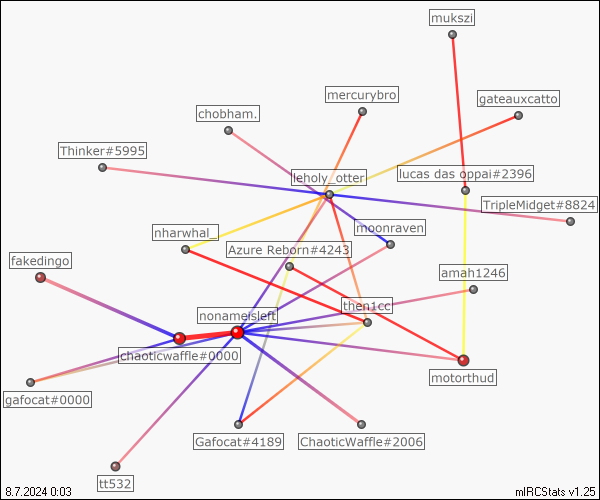 mukszi
mercurybro
gateauxcatto
chobham.
Thinker#5995
leholy_otter
lucas das oppai#2396
TripleMidget#8824
nharwhal_
moonraven
Azure Reborn#4243
fakedingo
amah1246
nonameisleft
then1cc
chaoticwaffle#0000
motorthud
gafocat#0000
Gafocat#4189
ChaoticWaffle#2006
tt532
8.7.2024 0:03
mIRCStats v1.25